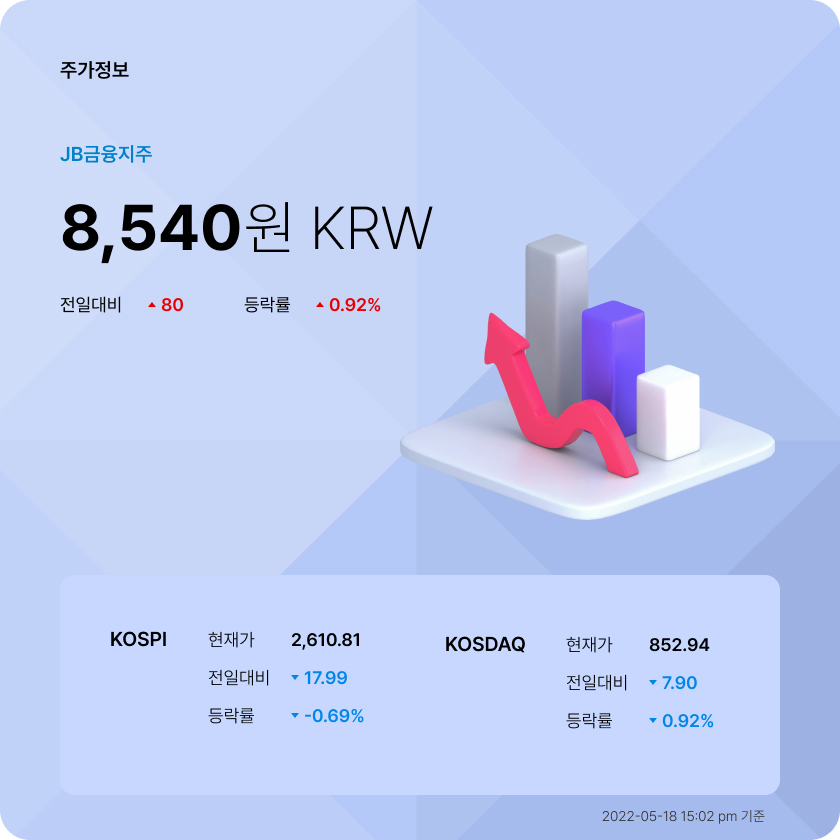 주가정보
JB금융지주
8,540원 KRW
전일대비 ▲ 80 등락률 ▲ 0.92%
KOSPI 현재가 2,610.81
전일대비 ▼ 17.99
등락률 ▼ -0.69%
KOSDAQ 현재가 852.94
전일대비 ▼ 7.90
등락률 ▼ 0.92%
2022-05-18 15:02 pm 기준